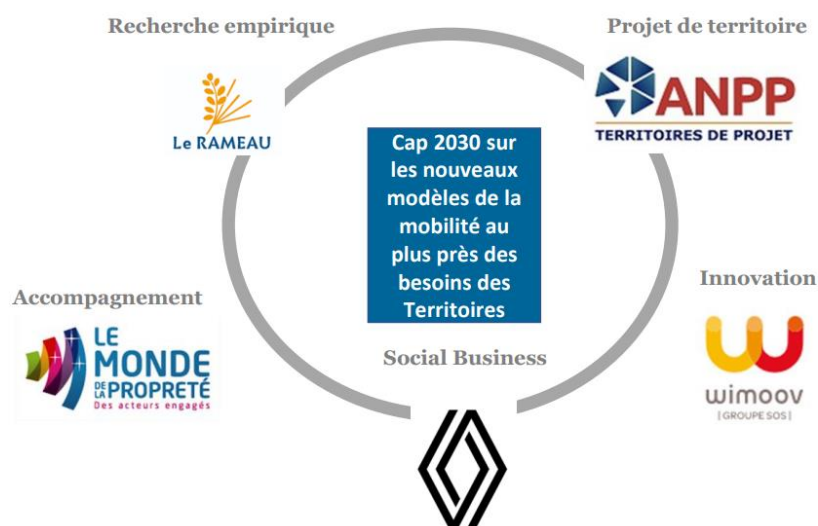 Recherche empirique
Projet de territoire
Le RAMEAU
ANPP
TERRITOIRES DE PROJET
Cap 2030 sur
les nouveaux
modèles de la
mobilité au
plus près des
besoins des
Territoires
Accompagnement
LE
MONDE
DE LA PROPRETÉ
Des acteurs engagés
Innovation
wimoov
|GROUPE SOS|
Social Business